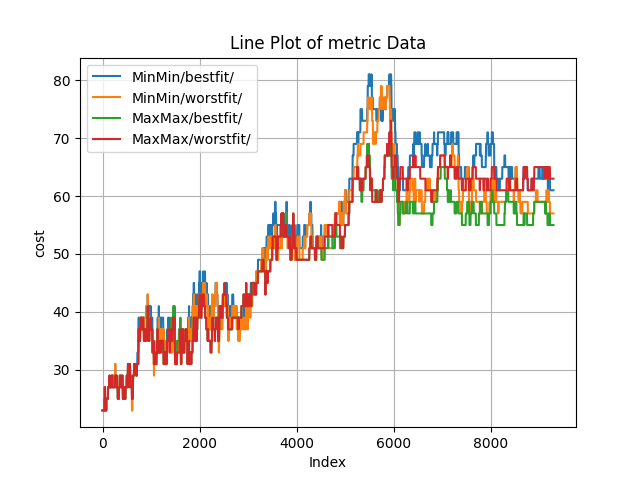 Line Plot of metric Data
MinMin/bestfit/
MinMin/worstfit/
MaxMax/bestfit/
MaxMax/worstfit/
80
70
60
50
40
30
cost
0 2000 4000 6000 8000
Index